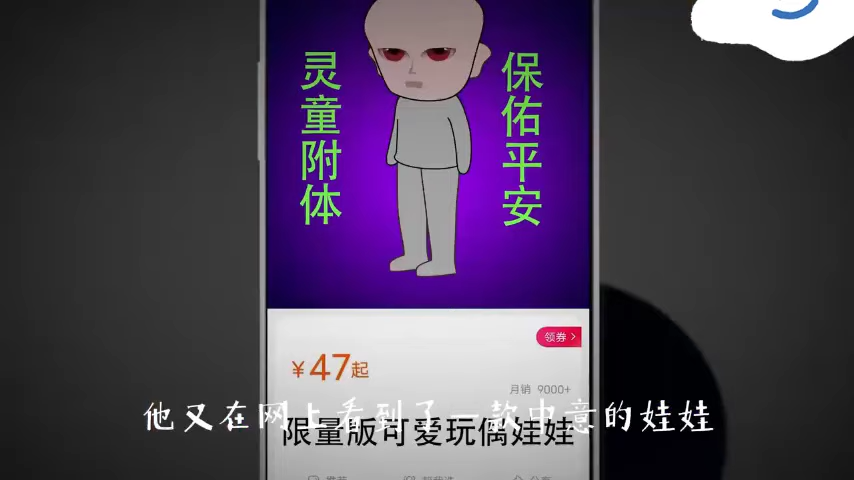 灵童附体
保佑平安
领券 >
¥47起
月销 9000+
他又在网上看到了一款中意的娃娃
限量版可爱玩偶娃娃